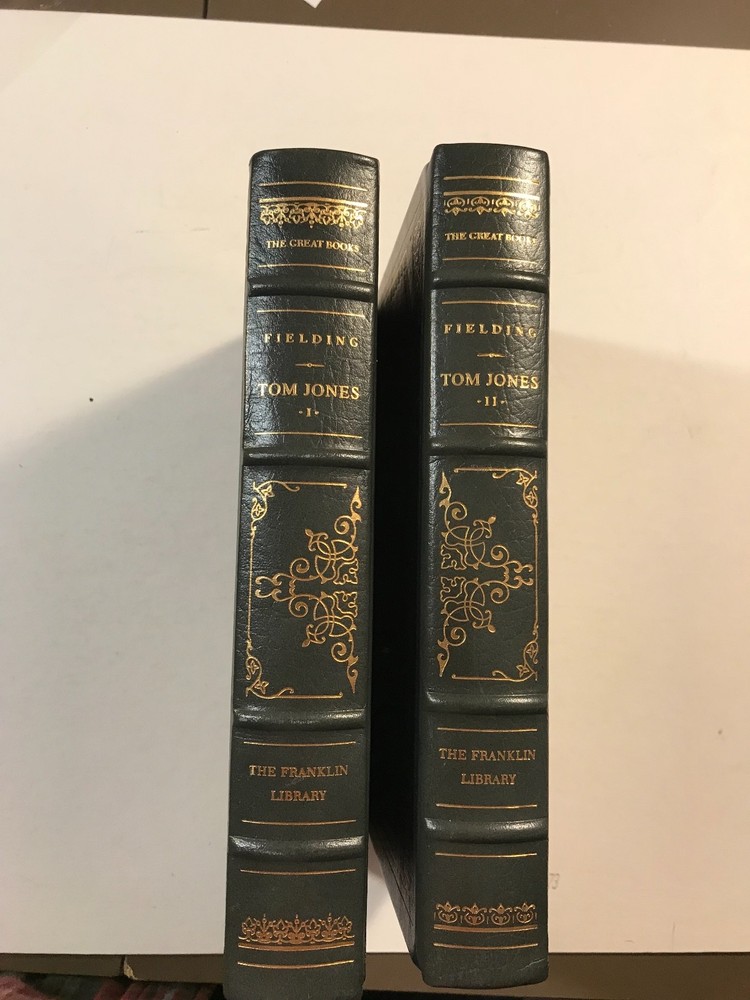 THE GREAT BOOKS
FIELDING
TOM JONES
-I-
THE FRANKLIN
LIBRARY
THE GREAT BOOKS
FIELDING
TOM JONES
-II-
THE FRANKLIN
LIBRARY